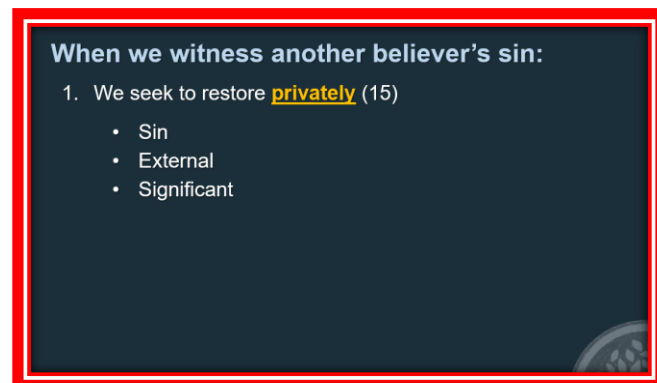 When we witness another believer's sin:
1. We seek to restore privately (15)
• Sin
• External
• Significant